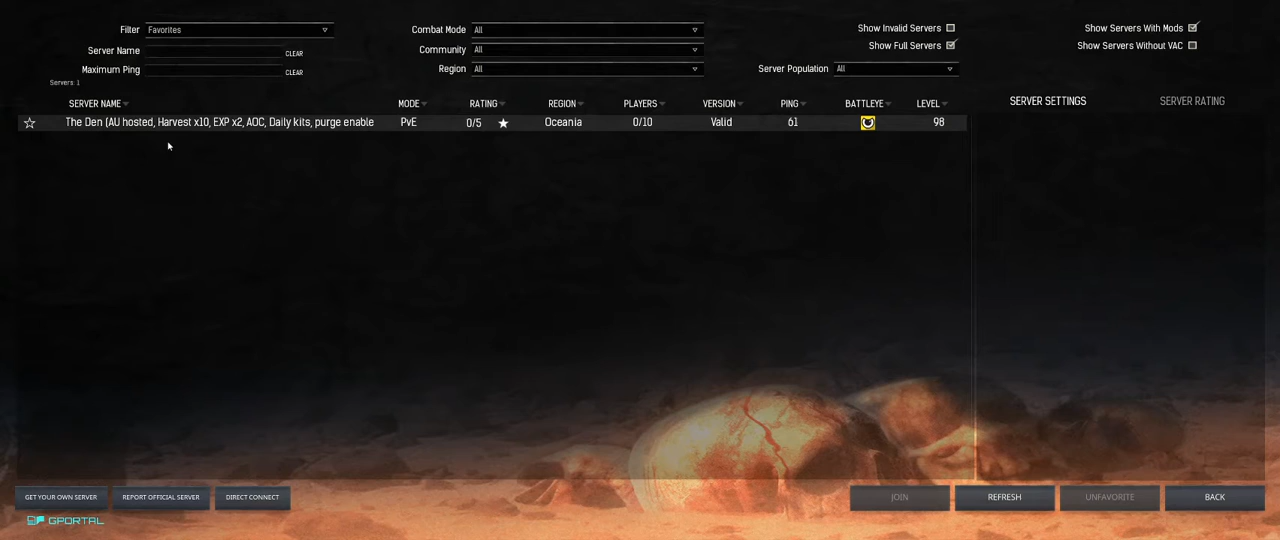 Filter Favorites Combat Mode All Show Invalid Servers Show Servers With Mods
Server Name CLEAR Community All Show Full Servers Show Servers Without VAC
Maximum Ping CLEAR Region All Server Population All
Servers: 1
SERVER NAME MODE RATING REGION PLAYERS VERSION PING BATTLEYE LEVEL SERVER SETTINGS SERVER RATING
The Den (AU hosted, Harvest x10, EXP x2, AOC, Daily kits, purge enable PvE 0/5 Oceania 0/10 Valid 61 98
GET YOUR OWN SERVER REPORT OFFICIAL SERVER DIRECT CONNECT JOIN REFRESH UNFAVORITE BACK
GPORTAL